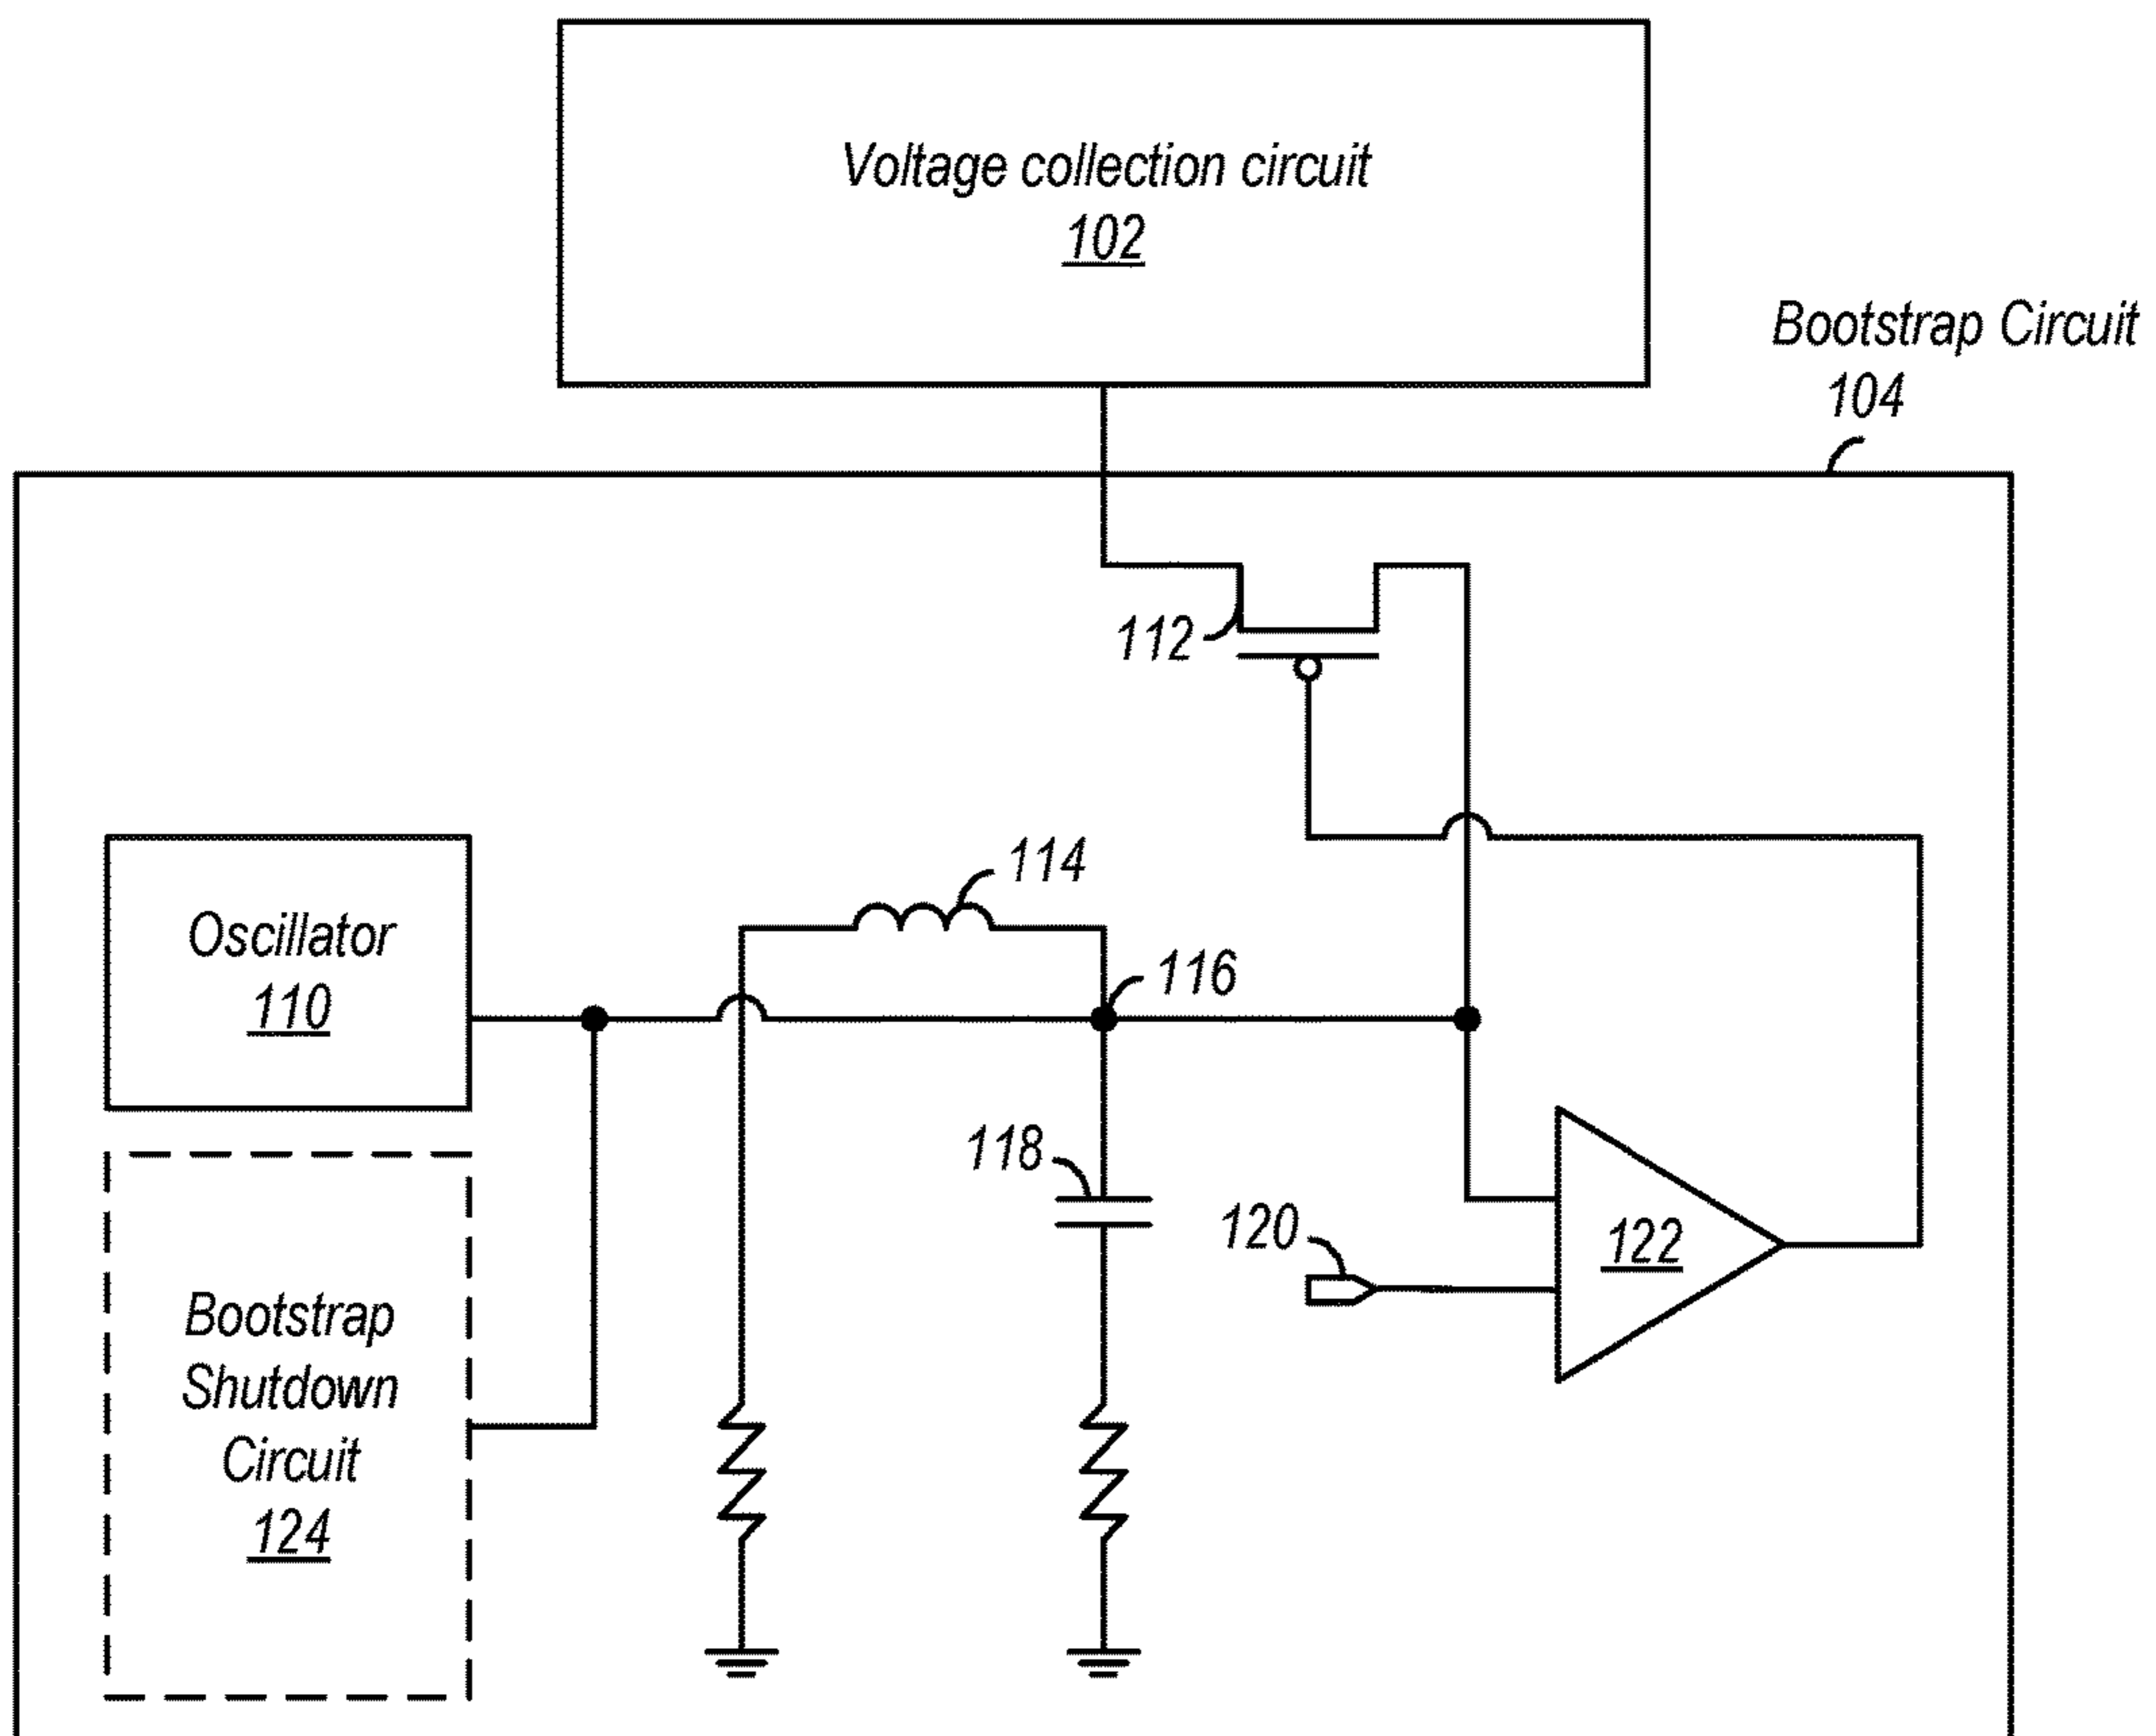 Voltage collection circuit
102
Bootstrap Circuit
104
112
114
Oscillator
110
116
118
120
122
Bootstrap
Shutdown
Circuit
124